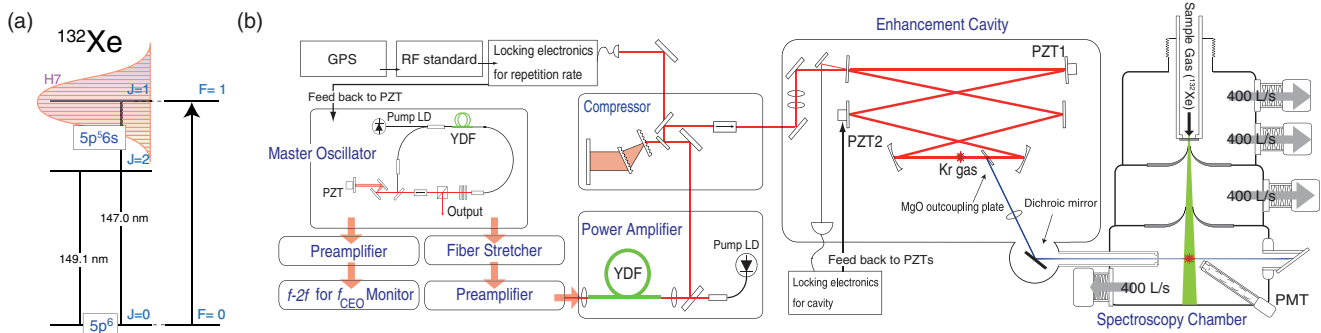 (a)
¹³²Xe
H7
J=1
F= 1
5p⁵6s
J=2
147.0 nm
149.1 nm
J=0
5p⁶
F= 0
(b)
GPS
RF standard
Locking electronics
for repetition rate
Feed back to PZT
Pump LD
YDF
Master Oscillator
PZT
Output
Preamplifier
Fiber Stretcher
f-2f for f_CEO Monitor
Preamplifier
Compressor
Power Amplifier
YDF
Pump LD
Enhancement Cavity
PZT1
PZT2
Kr gas
MgO outcoupling plate
Dichroic mirror
Feed back to PZTs
Locking electronics
for cavity
Sample Gas (¹³²Xe)
400 L/s
400 L/s
400 L/s
400 L/s
PMT
Spectroscopy Chamber